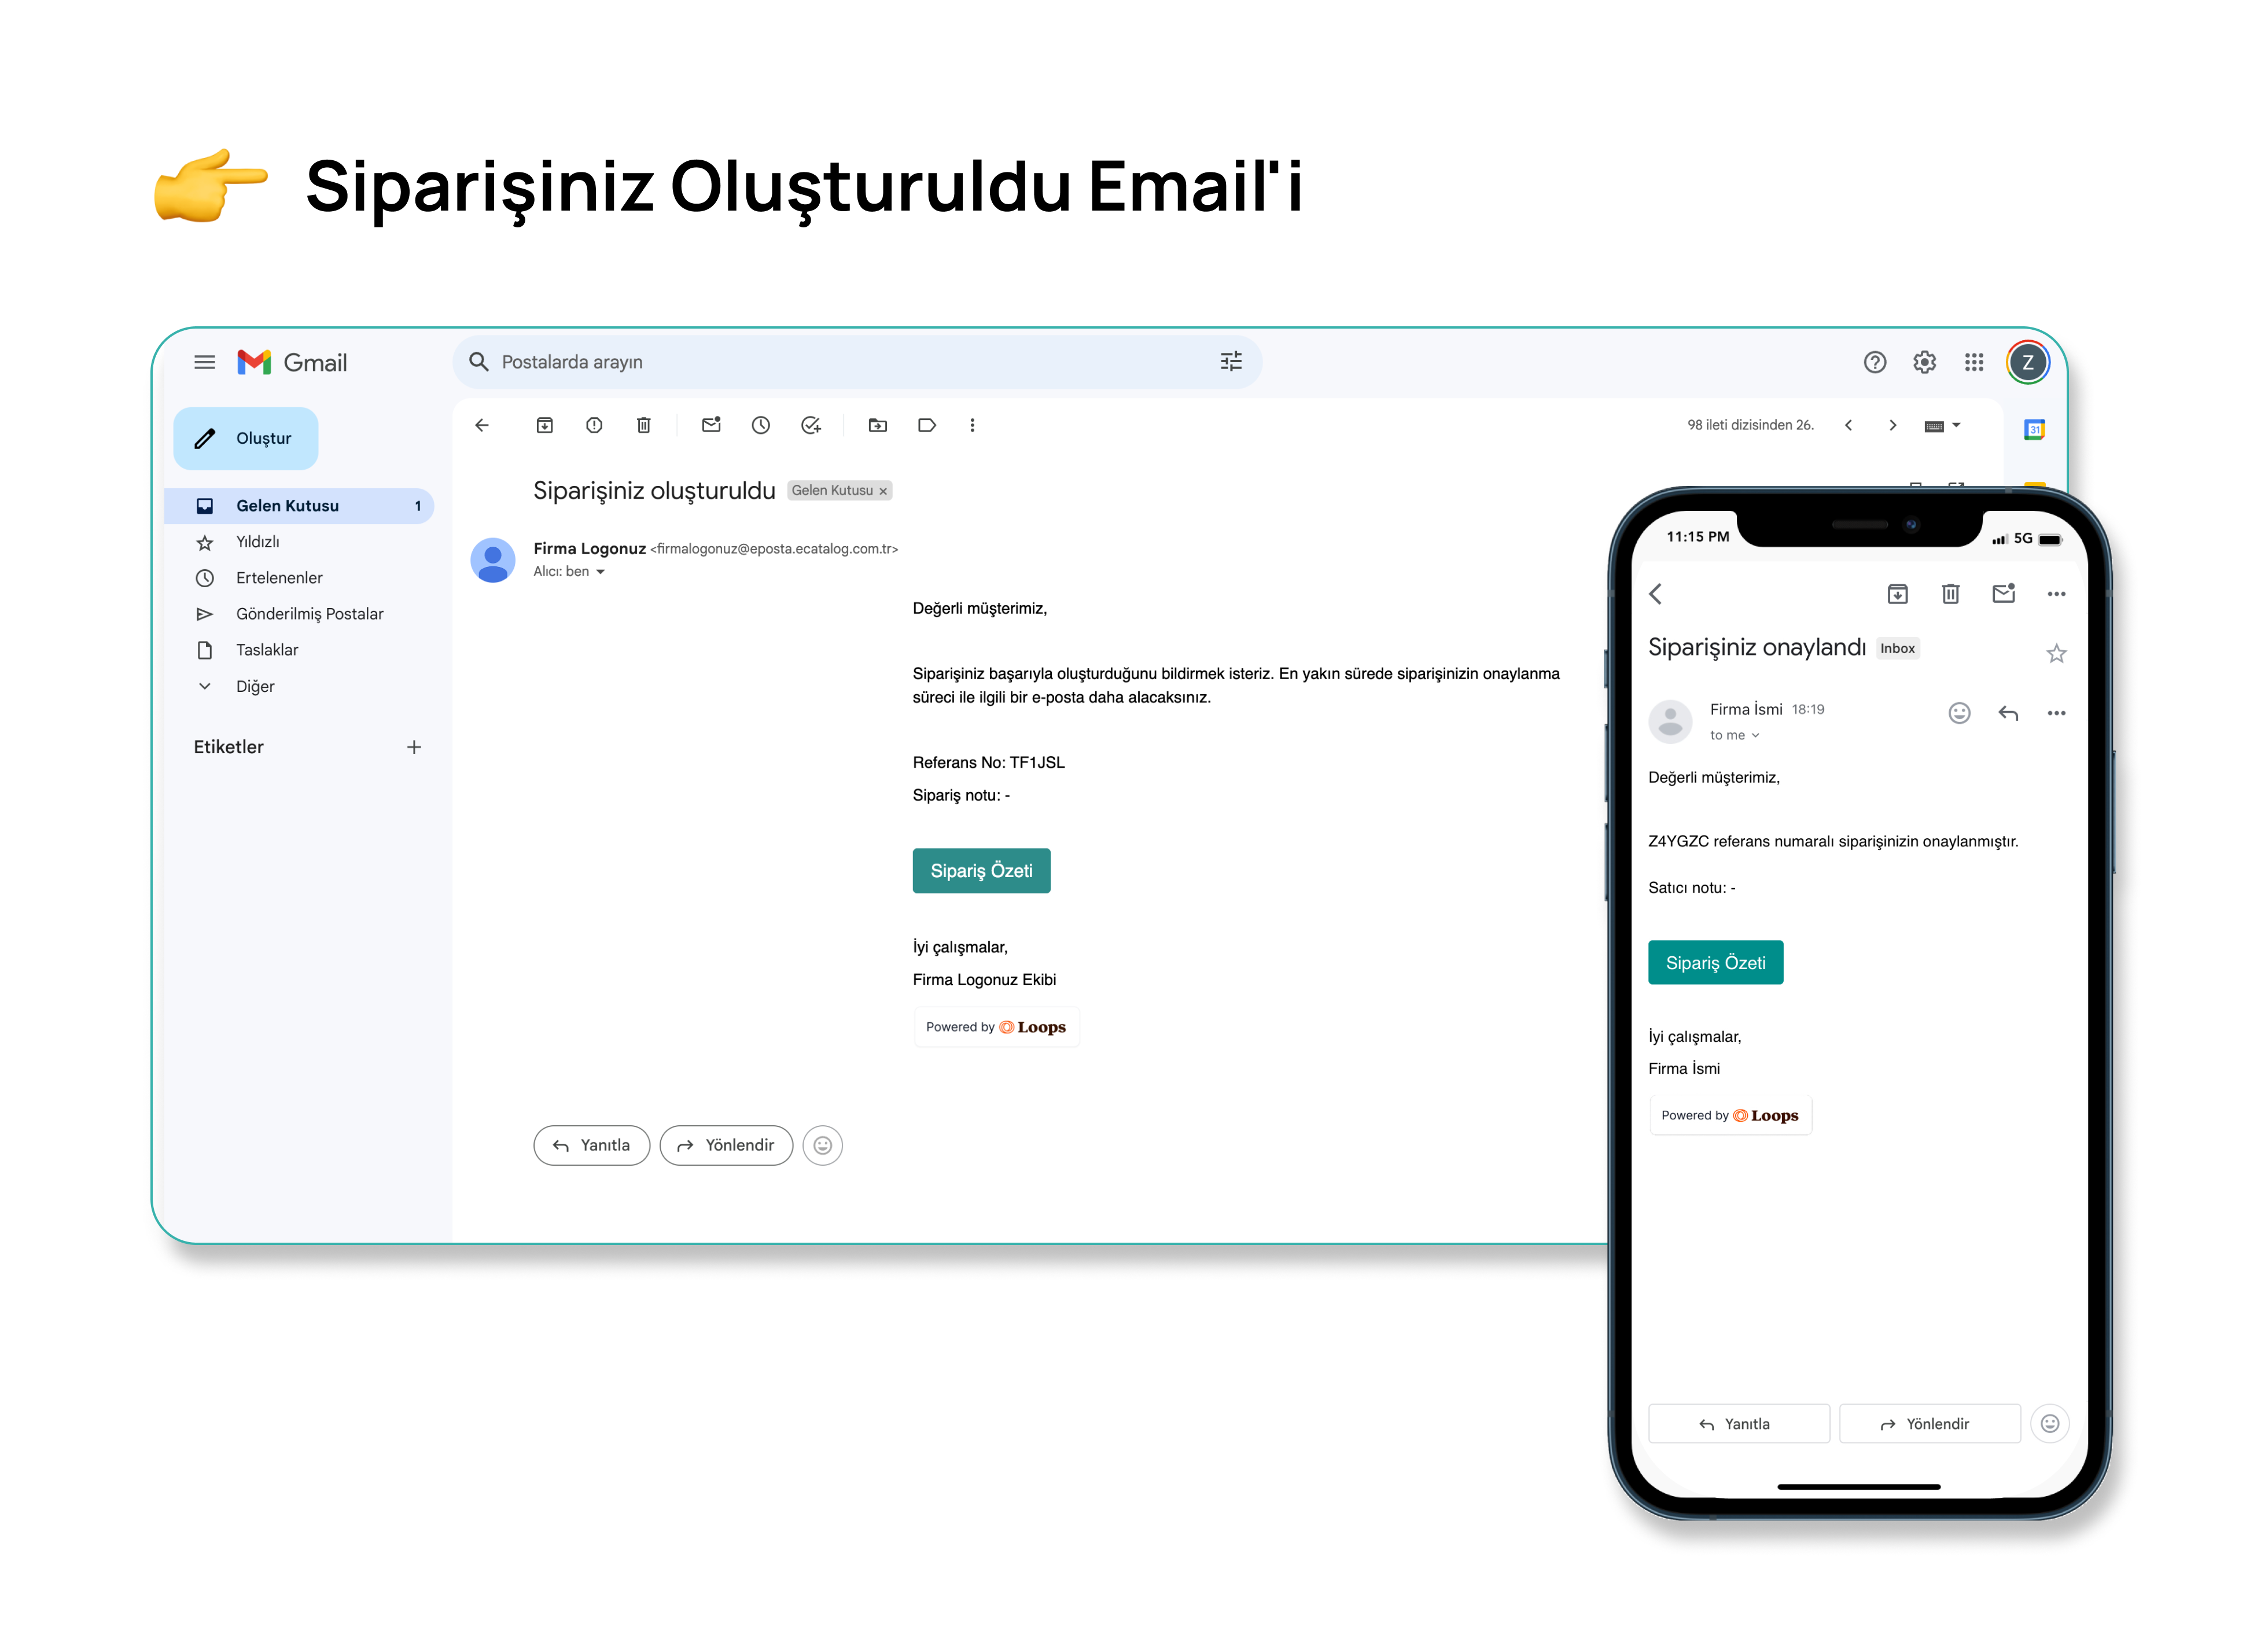 Siparişiniz Oluşturuldu Email'i
Gmail
Postalarda arayın
Z
Oluştur
98 ileti dizisinden 26.
31
Gelen Kutusu 1
Yıldızlı
Ertelenenler
Gönderilmiş Postalar
Taslaklar
Diğer
Etiketler
Siparişiniz oluşturuldu Gelen Kutusu x
Firma Logonuz <firmalogonuz@eposta.ecatalog.com.tr>
Alıcı: ben
Değerli müşterimiz,
Siparişiniz başarıyla oluşturduğunu bildirmek isteriz. En yakın sürede siparişinizin onaylanma
süreci ile ilgili bir e-posta daha alacaksınız.
Referans No: TF1JSL
Sipariş notu: -
Sipariş Özeti
İyi çalışmalar,
Firma Logonuz Ekibi
Powered by Loops
Yanıtla
Yönlendir
11:15 PM 5G
Siparişiniz onaylandı Inbox
Firma İsmi 18:19
to me
Değerli müşterimiz,
Z4YGZC referans numaralı siparişinizin onaylanmıştır.
Satıcı notu: -
Sipariş Özeti
İyi çalışmalar,
Firma İsmi
Powered by Loops
Yanıtla
Yönlendir